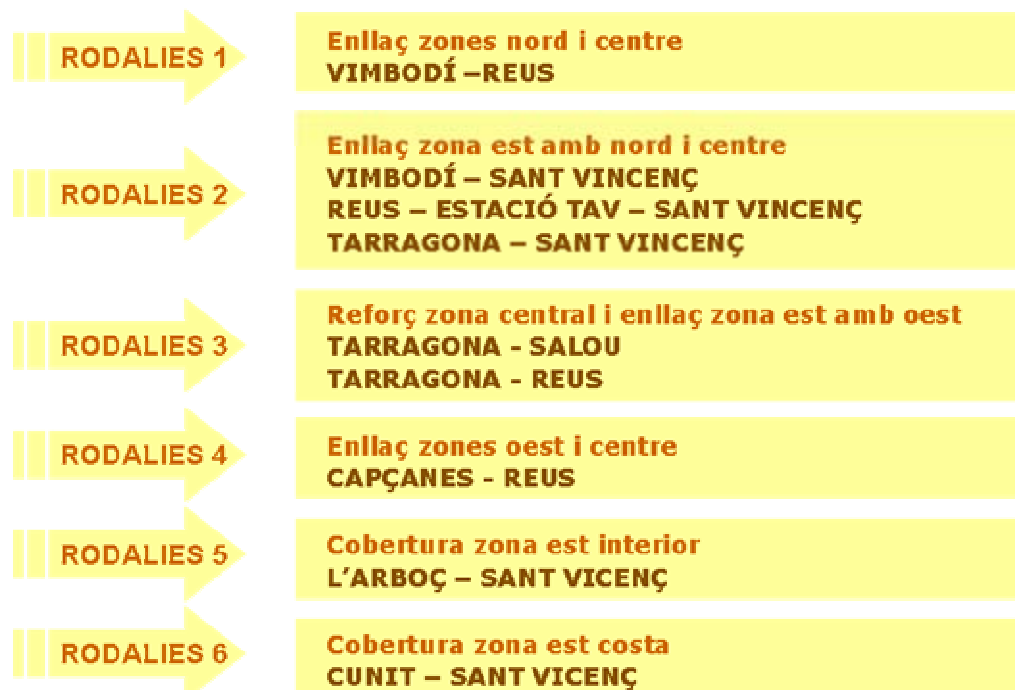 RODALIES 1
Enllaç zones nord i centre
VIMBODÍ –REUS
RODALIES 2
Enllaç zona est amb nord i centre
VIMBODÍ – SANT VINCENÇ
REUS – ESTACIÓ TAV – SANT VINCENÇ
TARRAGONA – SANT VINCENÇ
RODALIES 3
Reforç zona central i enllaç zona est amb oest
TARRAGONA - SALOU
TARRAGONA - REUS
RODALIES 4
Enllaç zones oest i centre
CAPÇANES - REUS
RODALIES 5
Cobertura zona est interior
L’ARBOÇ – SANT VICENÇ
RODALIES 6
Cobertura zona est costa
CUNIT – SANT VICENÇ